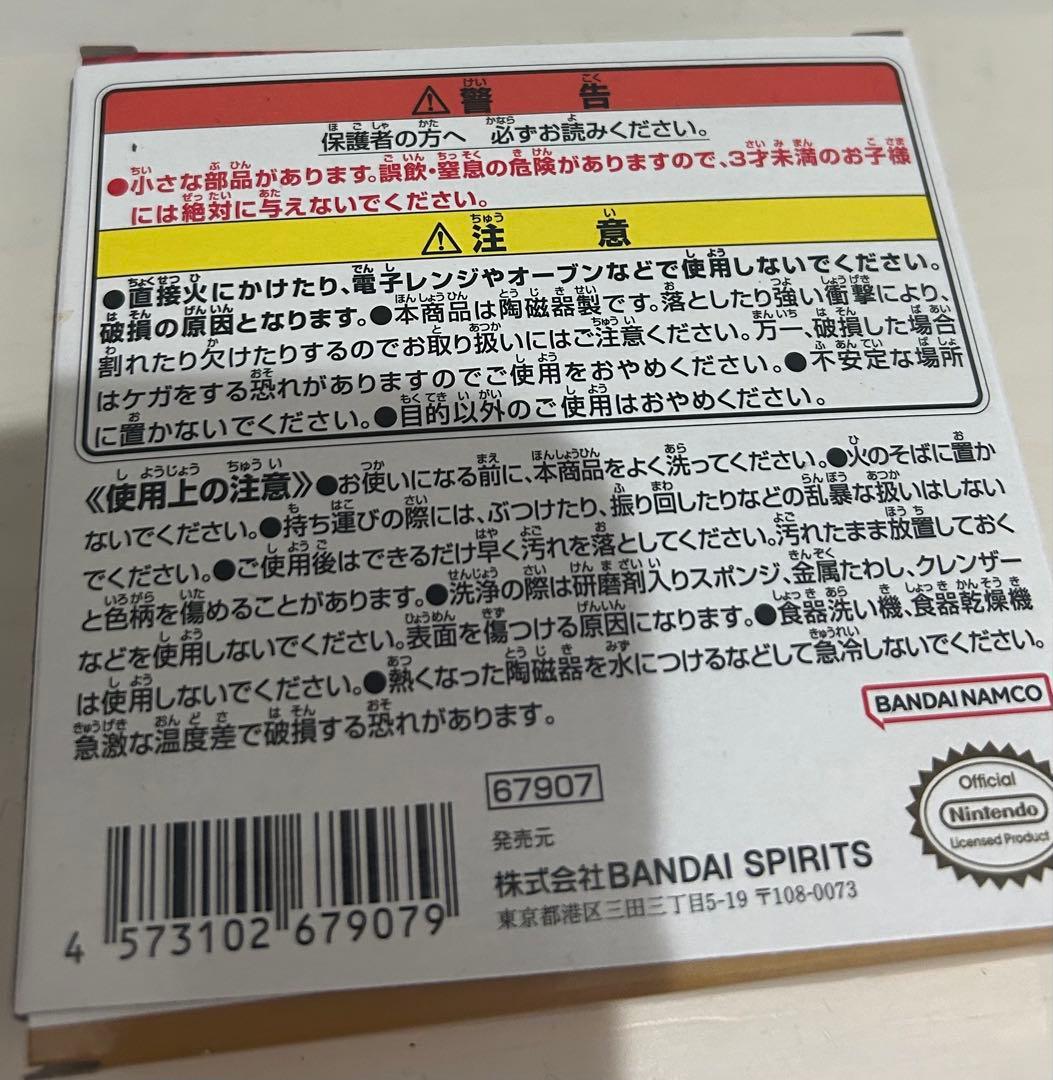 ⚠警告
保護者の方へ 必ずお読みください。
●小さな部品があります。誤飲・窒息の危険がありますので、3才未満のお子様
には絶対に与えないでください。
⚠注意
●直接火にかけたり、電子レンジやオーブンなどで使用しないでください。
破損の原因となります。●本商品は陶磁器製です。落としたり強い衝撃により、
割れたり欠けたりするのでお取り扱いにはご注意ください。万一、破損した場合
はケガをする恐れがありますのでご使用をおやめください。●不安定な場所
に置かないでください。●目的以外のご使用はおやめください。
《使用上の注意》●お使いになる前に、本商品をよく洗ってください。●火のそばに置か
ないでください。●持ち運びの際には、ぶつけたり、振り回したりなどの乱暴な扱いはしない
でください。●ご使用後はできるだけ早く汚れを落としてください。汚れたまま放置しておく
と色柄を傷めることがあります。●洗浄の際は研磨剤入りスポンジ、金属たわし、クレンザー
などを使用しないでください。表面を傷つける原因になります。●食器洗い機、食器乾燥機
は使用しないでください。●熱くなった陶磁器を水につけるなどして急冷しないでください。
急激な温度差で破損する恐れがあります。
BANDAI NAMCO
67907
発売元
株式会社BANDAI SPIRITS
東京都港区三田三丁目5-19 〒108-0073
Official
Nintendo
Licensed Product
4 573102 679079